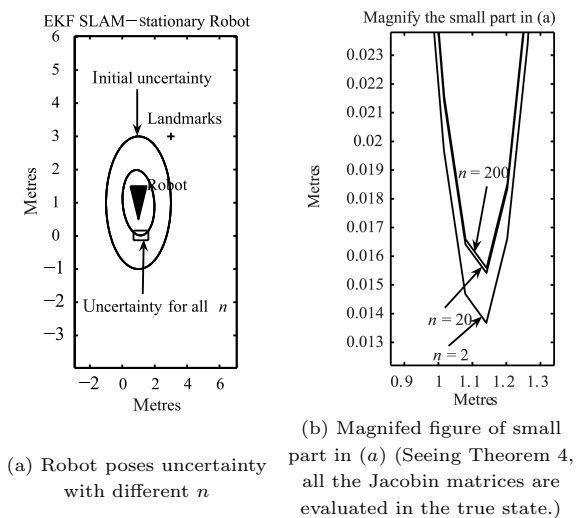 EKF SLAM−stationary Robot
6
5
4
3
2
1
0
−1
−2
−3
−2 0 2 4 6
Metres
Metres
Initial uncertainty
Landmarks
Robot
Uncertainty for all n
(a) Robot poses uncertainty
with different n
Magnify the small part in (a)
0.023
0.022
0.021
0.02
0.019
0.018
0.017
0.016
0.015
0.014
0.013
0.9 1 1.1 1.2 1.3
Metres
Metres
n = 200
n = 20
n = 2
(b) Magnifed figure of small
part in (a) (Seeing Theorem 4,
all the Jacobin matrices are
evaluated in the true state.)